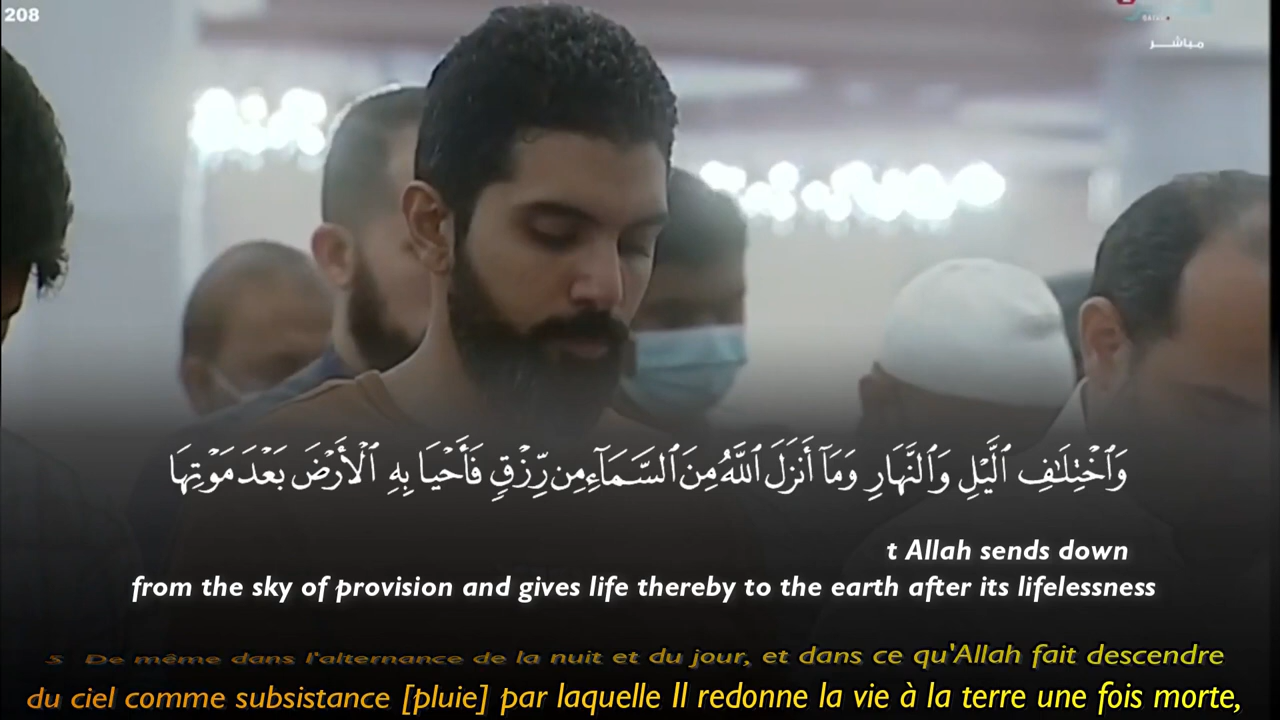 208
مباشر
وَٱخْتِلَٰفِ ٱلَّيْلِ وَٱلنَّهَارِ وَمَآ أَنزَلَ ٱللَّهُ مِنَ ٱلسَّمَآءِ مِن رِّزْقٍ فَأَحْيَا بِهِ ٱلْأَرْضَ بَعْدَ مَوْتِهَا
t Allah sends down
from the sky of provision and gives life thereby to the earth after its lifelessness
5 De même dans l'alternance de la nuit et du jour, et dans ce qu'Allah fait descendre
du ciel comme subsistance [pluie] par laquelle Il redonne la vie à la terre une fois morte,